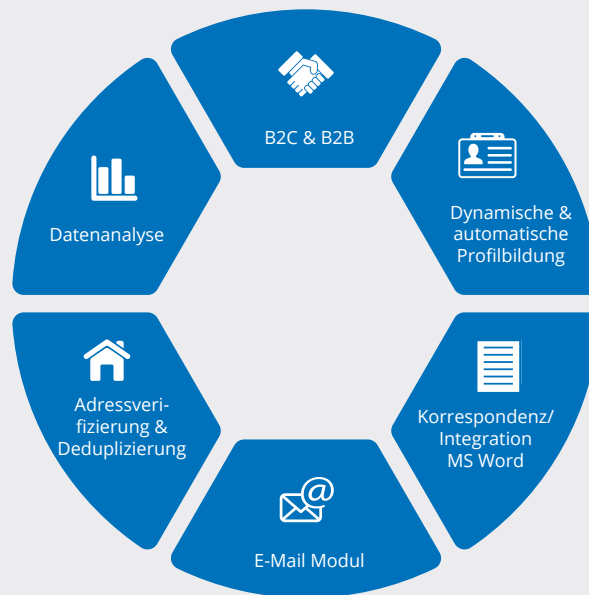 B2C & B2B
Dynamische &
automatische
Profilbildung
Korrespondenz/
Integration
MS Word
E-Mail Modul
Adressveri-
fizierung &
Deduplizierung
Datenanalyse